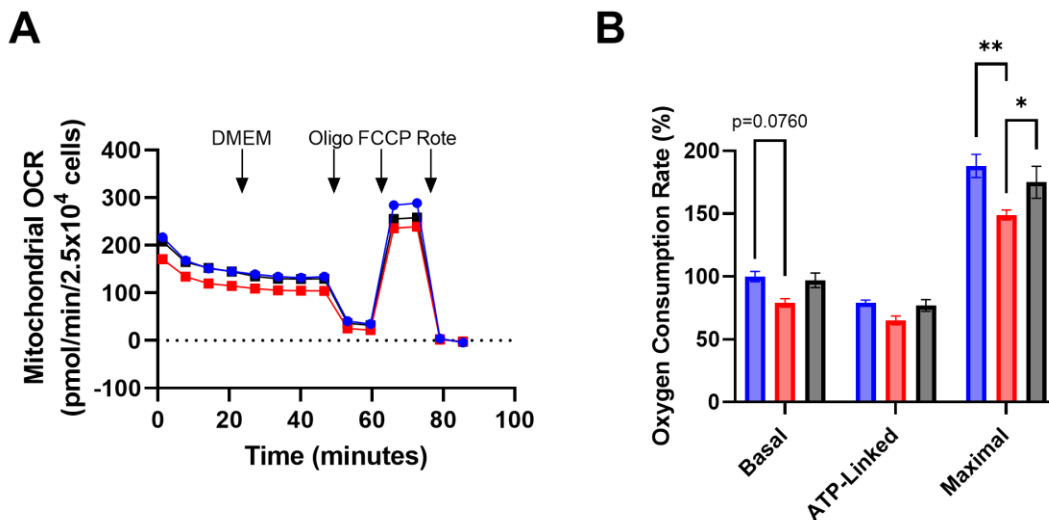 A
DMEM
Oligo FCCP Rote
Mitochondrial OCR
(pmol/min/2.5x10⁴ cells)
400
300
200
100
0
-100
0
20
40
60
80
100
Time (minutes)
B
Oxygen Consumption Rate (%)
200
150
100
50
0
p=0.0760
**
*
Basal
ATP-Linked
Maximal